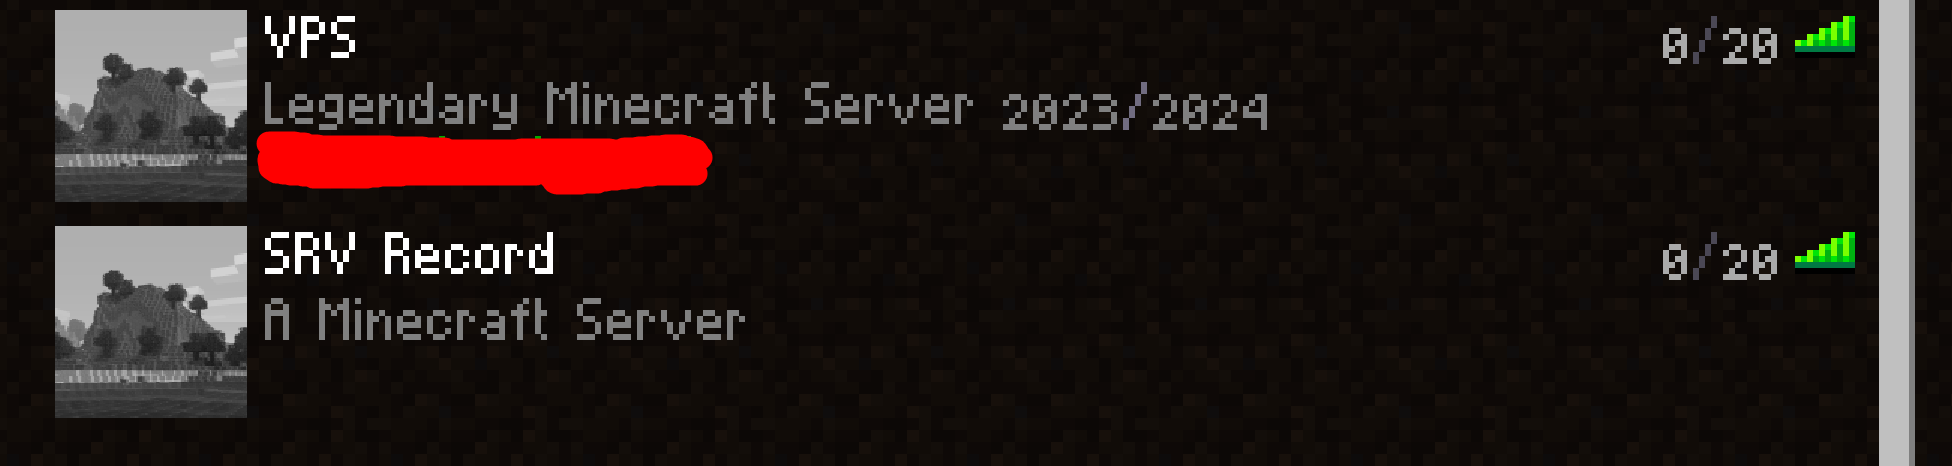 VPS
0/20
Legendary Minecraft Server 2023/2024
SRV Record
0/20
A Minecraft Server